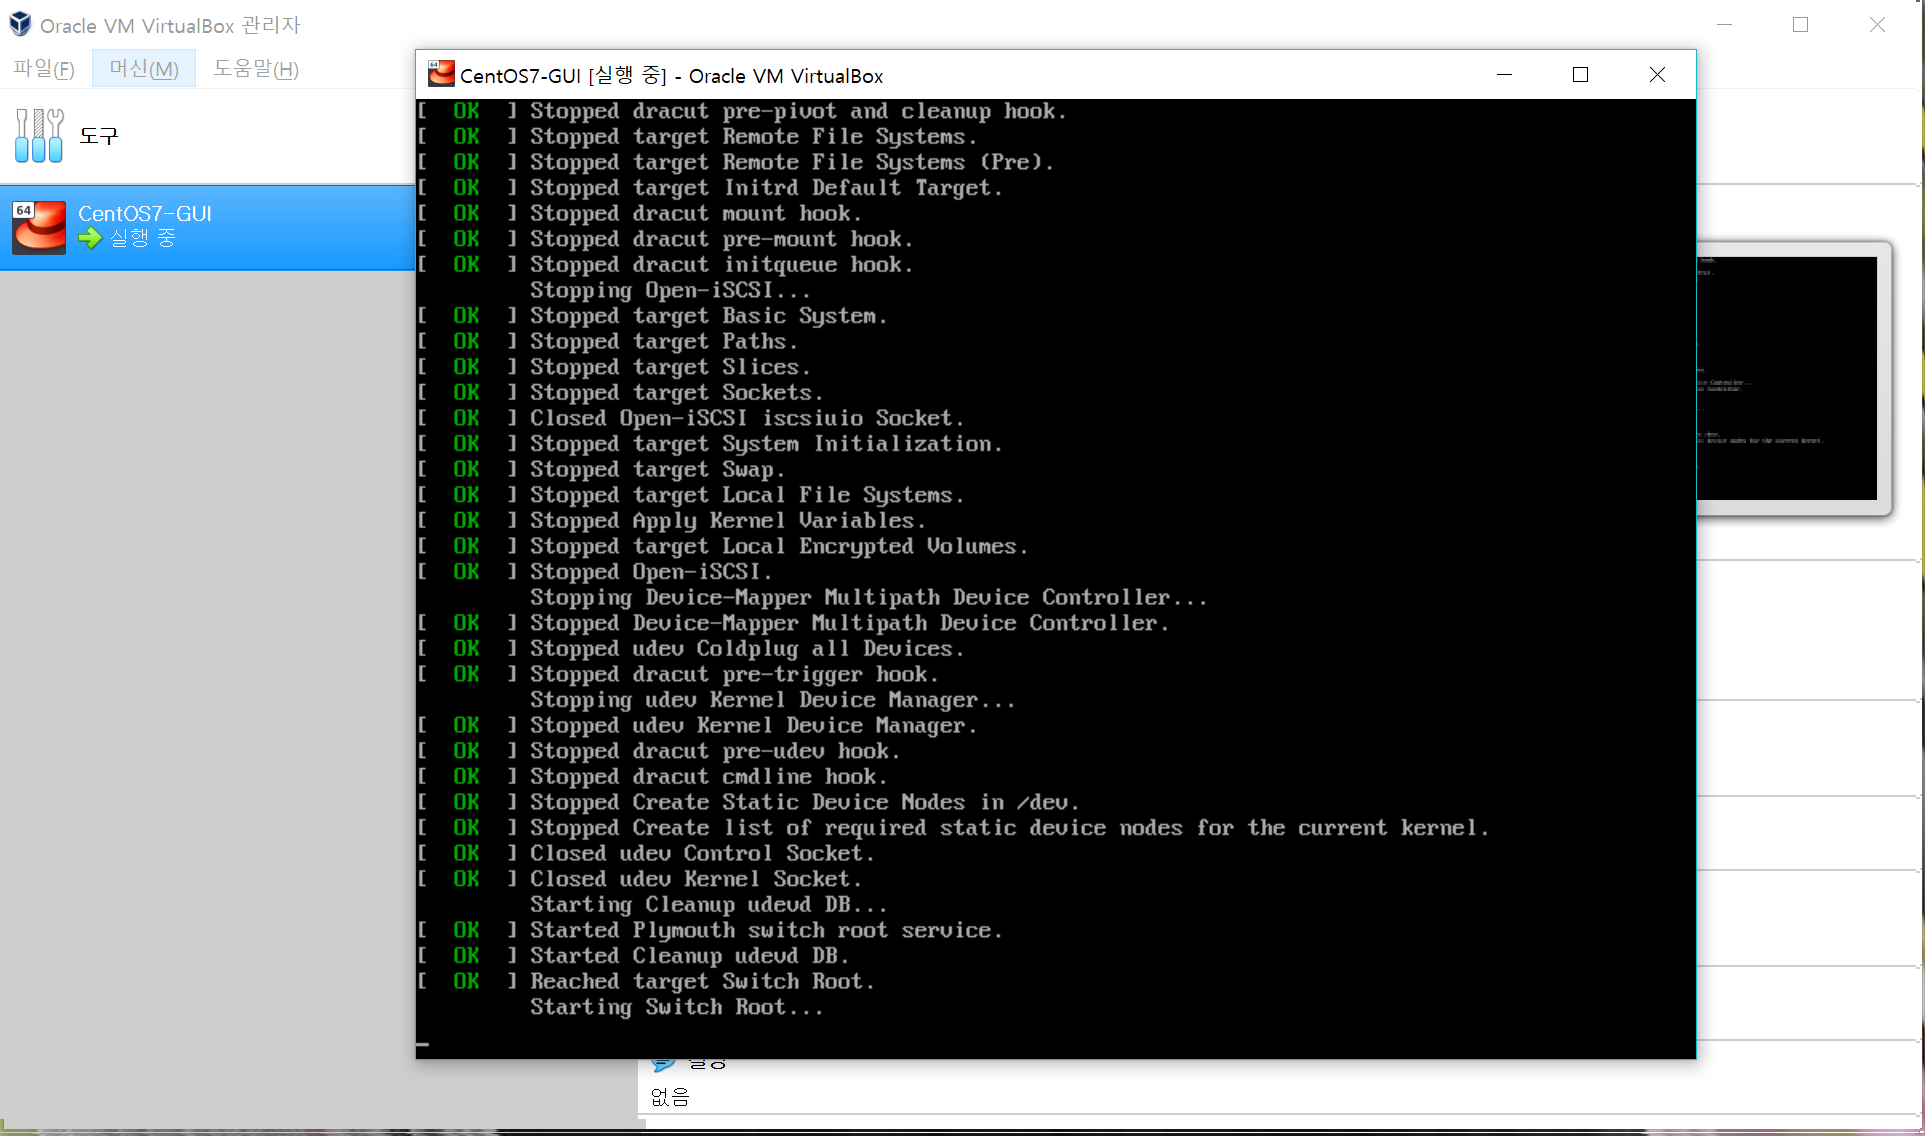 Oracle VM VirtualBox 관리자
파일(F) 머신(M) 도움말(H)
도구
64
CentOS7-GUI
실행 중
64
CentOS7-GUI [실행 중] - Oracle VM VirtualBox
[ OK ] Stopped dracut pre-pivot and cleanup hook.
[ OK ] Stopped target Remote File Systems.
[ OK ] Stopped target Remote File Systems (Pre).
[ OK ] Stopped target Initrd Default Target.
[ OK ] Stopped dracut mount hook.
[ OK ] Stopped dracut pre-mount hook.
[ OK ] Stopped dracut initqueue hook.
Stopping Open-iSCSI...
[ OK ] Stopped target Basic System.
[ OK ] Stopped target Paths.
[ OK ] Stopped target Slices.
[ OK ] Stopped target Sockets.
[ OK ] Closed Open-iSCSI iscsiuio Socket.
[ OK ] Stopped target System Initialization.
[ OK ] Stopped target Swap.
[ OK ] Stopped target Local File Systems.
[ OK ] Stopped Apply Kernel Variables.
[ OK ] Stopped target Local Encrypted Volumes.
[ OK ] Stopped Open-iSCSI.
Stopping Device-Mapper Multipath Device Controller...
[ OK ] Stopped Device-Mapper Multipath Device Controller.
[ OK ] Stopped udev Coldplug all Devices.
[ OK ] Stopped dracut pre-trigger hook.
Stopping udev Kernel Device Manager...
[ OK ] Stopped udev Kernel Device Manager.
[ OK ] Stopped dracut pre-udev hook.
[ OK ] Stopped dracut cmdline hook.
[ OK ] Stopped Create Static Device Nodes in /dev.
[ OK ] Stopped Create list of required static device nodes for the current kernel.
[ OK ] Closed udev Control Socket.
[ OK ] Closed udev Kernel Socket.
Starting Cleanup udevd DB...
[ OK ] Started Plymouth switch root service.
[ OK ] Started Cleanup udevd DB.
[ OK ] Reached target Switch Root.
Starting Switch Root...
없음